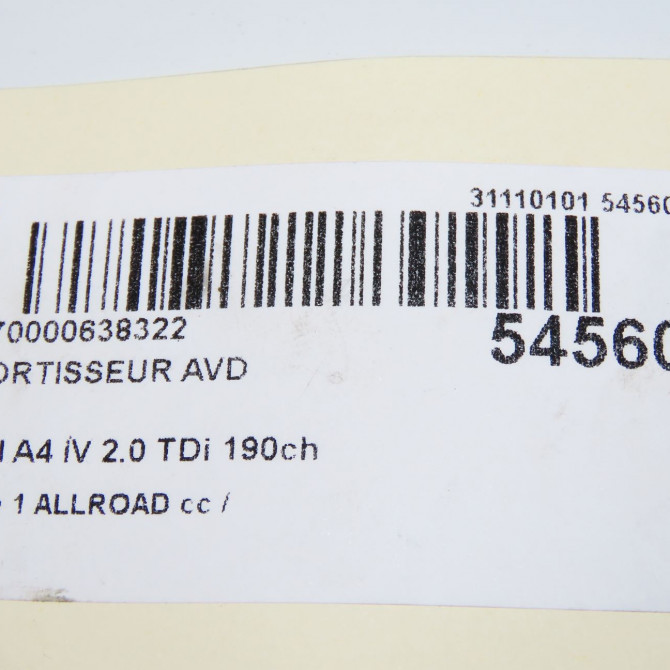 31110101 54560
70000638322
54560
ORTISSEUR AVD
A4 IV 2.0 TDi 190ch
1 ALLROAD cc /